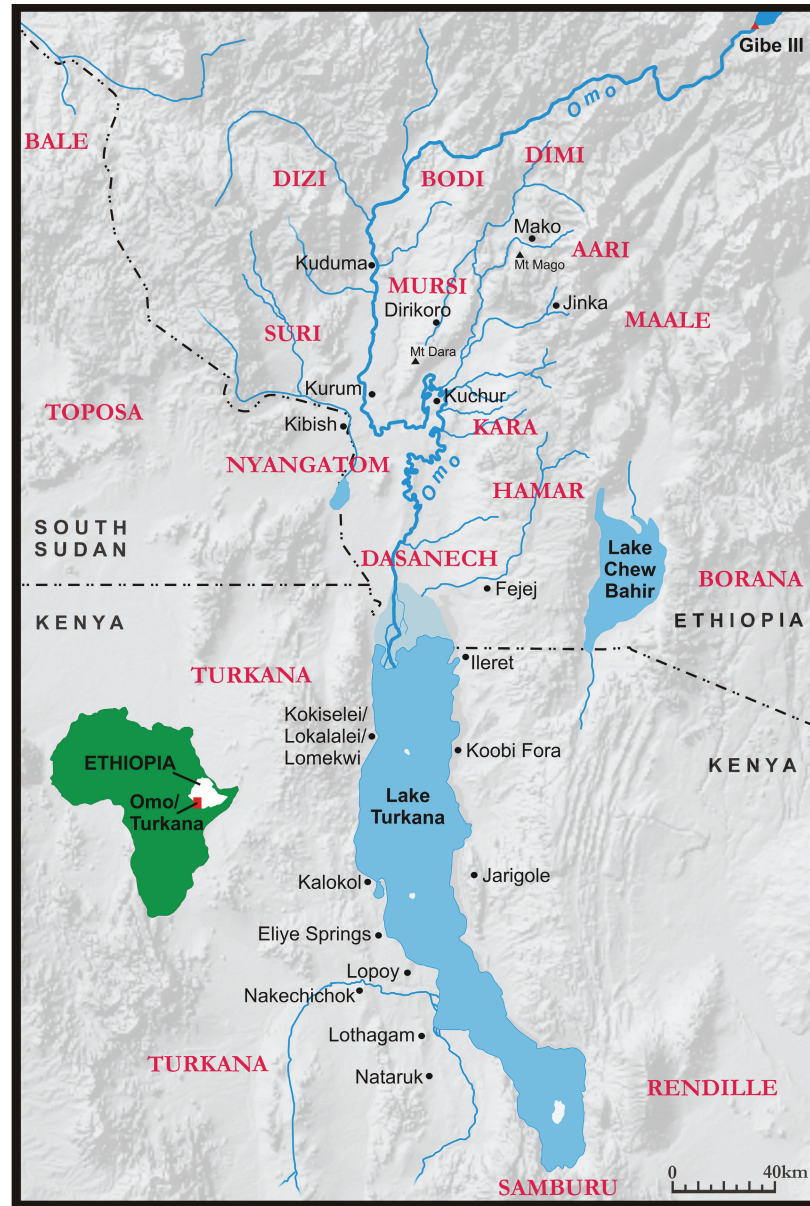 Gibe III
Omo
BALE
DIMI
DIZI
BODI
Mako
AARI
Kuduma
Mt Mago
MURSI
Dirikoro
Jinka
MAALE
SURI
Mt Dara
Kurum
Kuchur
TOPOSA
Kibish
KARA
NYANGATOM
Omo
HAMAR
SOUTH
SUDAN
DASANECH
Lake
Chew
Bahir
BORANA
Fejej
KENYA
ETHIOPIA
Ileret
TURKANA
Kokiselei/
Lokalalei/
Lomekwi
Koobi Fora
KENYA
ETHIOPIA
Omo/
Turkana
Lake
Turkana
Kalokol
Jarigole
Eliye Springs
Lopoy
Nakechichok
Lothagam
TURKANA
Nataruk
RENDILLE
SAMBURU
0 40km